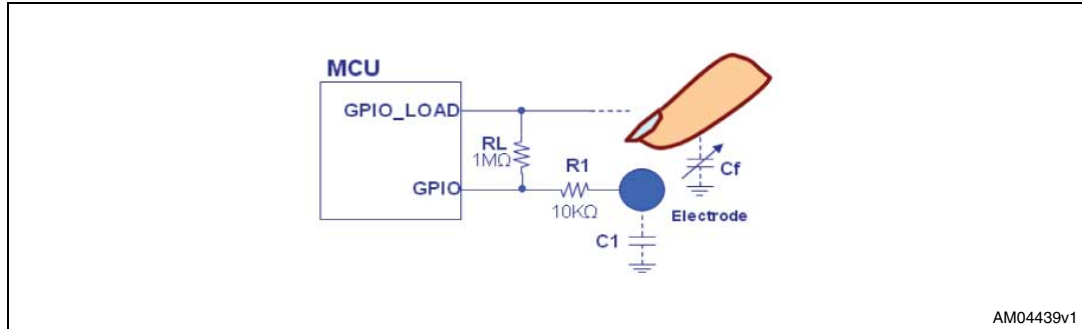 MCU
GPIO_LOAD
RL
1MΩ
R1
GPIO
10KΩ
Cf
Electrode
C1
AM04439v1